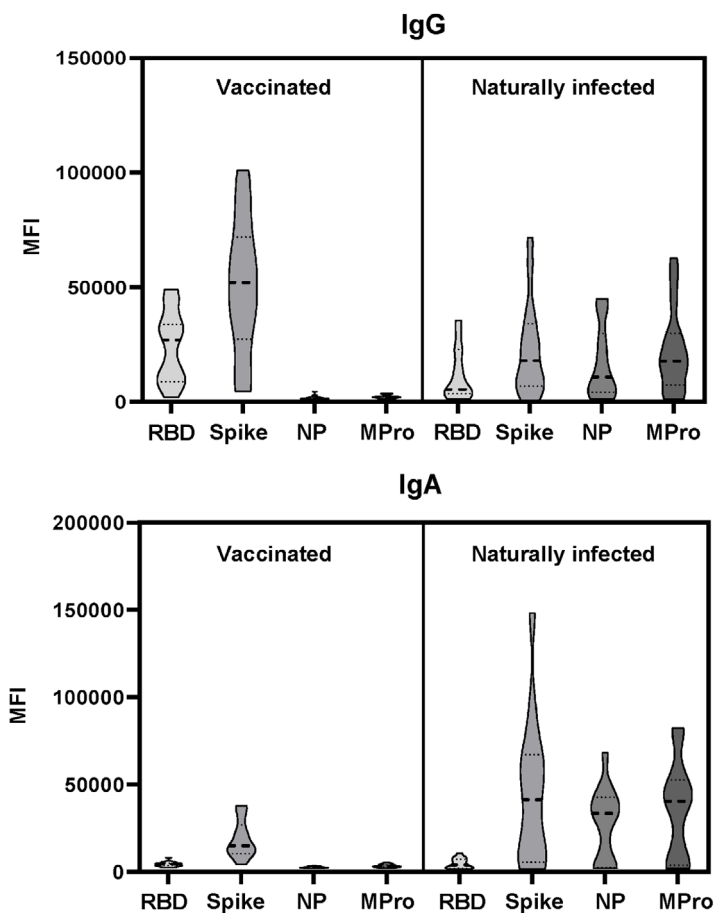 IgG
150000
Vaccinated Naturally infected
100000
MFI
50000
0
RBD Spike NP MPro RBD Spike NP MPro
IgA
200000
Vaccinated Naturally infected
150000
MFI
100000
50000
0
RBD Spike NP MPro RBD Spike NP MPro